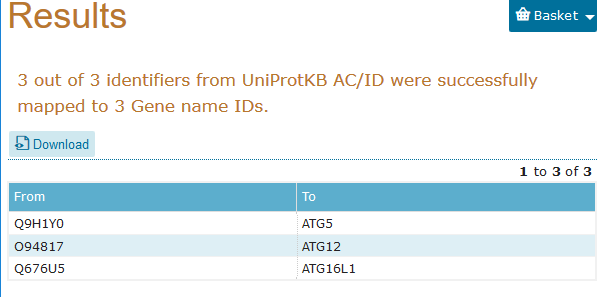 Results
Basket
3 out of 3 identifiers from UniProtKB AC/ID were successfully
mapped to 3 Gene name IDs.
Download
1 to 3 of 3
From To
Q9H1Y0 ATG5
O94817 ATG12
Q676U5 ATG16L1